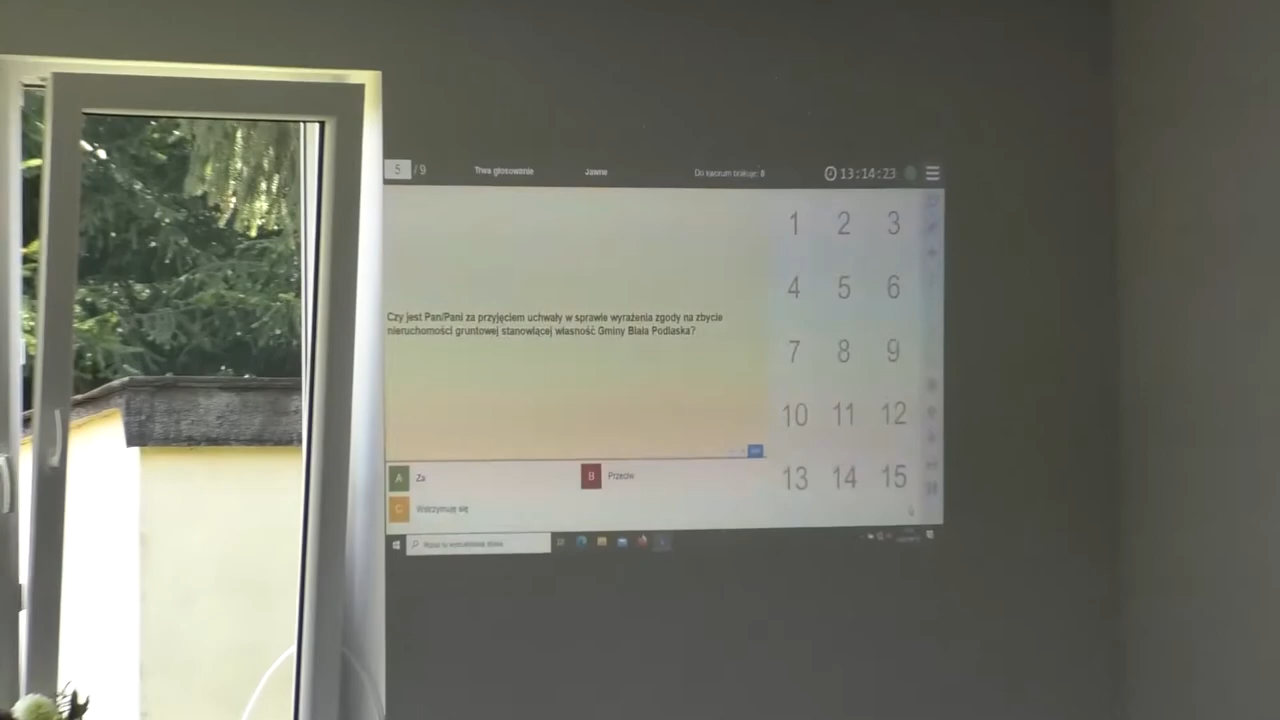 5 / 9 Trwa głosowanie Jawne Do kworum brakuje: 8 13:14:23
Czy jest Pan/Pani za przyjęciem uchwały w sprawie wyrażenia zgody na zbycie
nieruchomości gruntowej stanowiącej własność Gminy Biała Podlaska?
A Za B Przeciw
C Wstrzymuję się
1 2 3
4 5 6
7 8 9
10 11 12
13 14 15